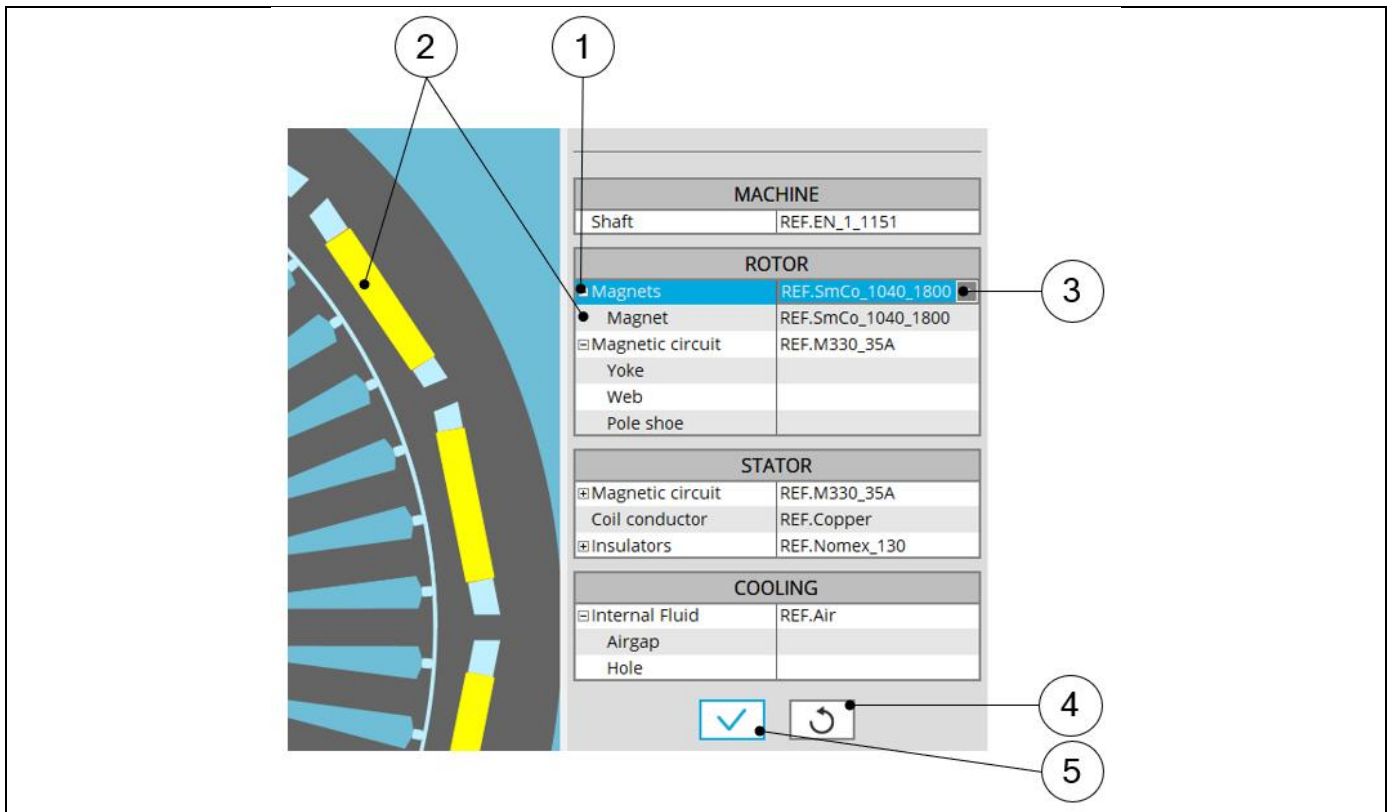 2 1
MACHINE
Shaft REF.EN_1_1151
ROTOR
Magnets REF.SmCo_1040_1800
3
Magnet REF.SmCo_1040_1800
Magnetic circuit REF.M330_35A
Yoke
Web
Pole shoe
STATOR
Magnetic circuit REF.M330_35A
Coil conductor REF.Copper
Insulators REF.Nomex_130
COOLING
Internal Fluid REF.Air
Airgap
Hole
4
5